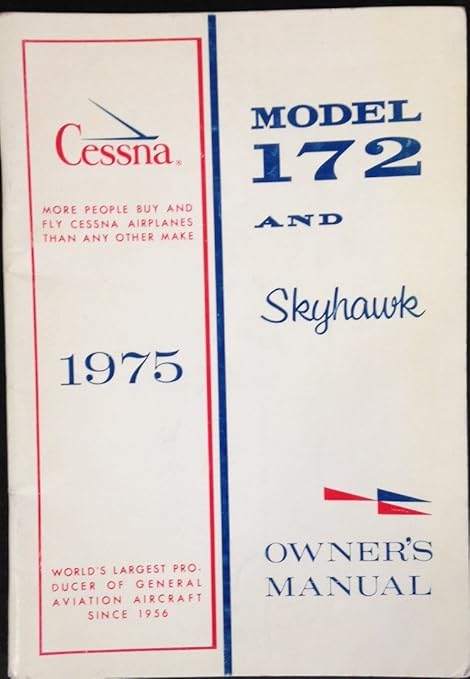 Cessna®
MORE PEOPLE BUY AND
FLY CESSNA AIRPLANES
THAN ANY OTHER MAKE
1975
WORLD'S LARGEST PRO-
DUCER OF GENERAL
AVIATION AIRCRAFT
SINCE 1956
MODEL
172
AND
Skyhawk
OWNER'S
MANUAL